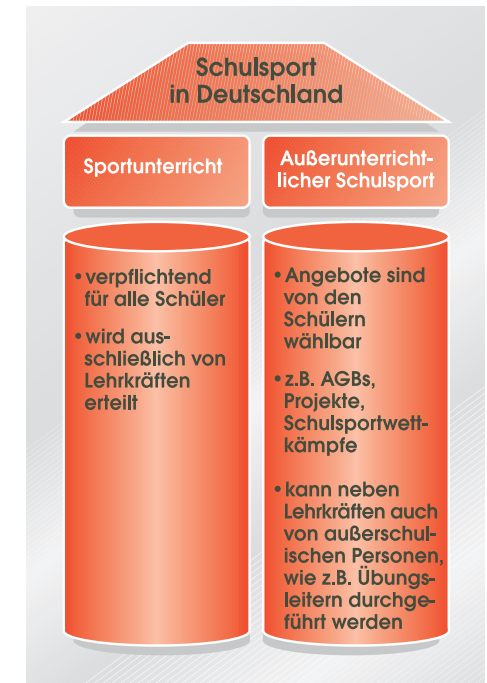 Schulsport
in Deutschland
Sportunterricht
Außerunterricht-
licher Schulsport
• verpflichtend
für alle Schüler
• wird aus-
schließlich von
Lehrkräften
erteilt
• Angebote sind
von den
Schülern
wählbar
• z.B. AGBs,
Projekte,
Schulsportwett-
kämpfe
• kann neben
Lehrkräften auch
von außerschul-
ischen Personen,
wie z.B. Übungs-
leitern durchge-
führt werden